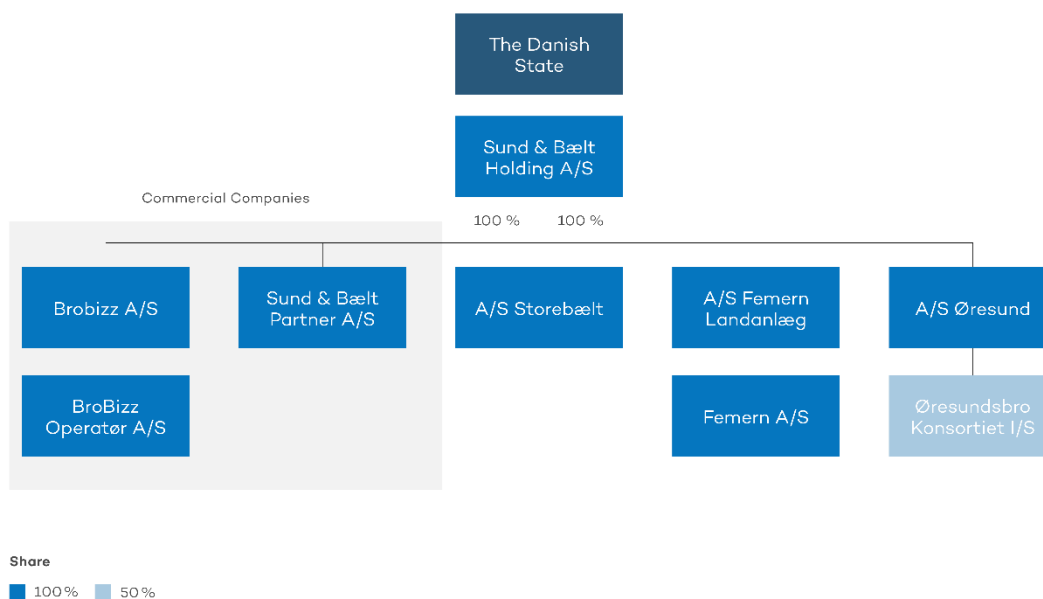 The Danish
State
Sund & Bælt
Holding A/S
Commercial Companies
100 % 100 %
Brobizz A/S
Sund & Bælt
Partner A/S
A/S Storebælt
A/S Femern
Landanlæg
A/S Øresund
BroBizz
Operatør A/S
Femern A/S
Øresundsbro
Konsortiet I/S
Share
100 % 50 %